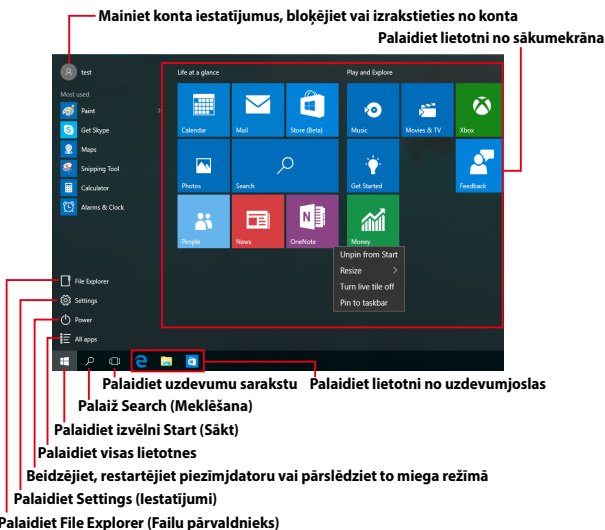 Mainiet konta iestatījumus, bloķējiet vai izrakstieties no konta
Palaidiet lietotni no sākumekrāna
test
Life at a glance
Play and Explore
Most used
Paint
Get Skype
Maps
Snipping Tool
Calculator
Alarms & Clock
Calendar
Mail
Store (Beta)
Music
Movies & TV
Xbox
Photos
Search
Get Started
Feedback
People
News
OneNote
Money
Unpin from Start
Resize
Turn live tile off
Pin to taskbar
File Explorer
Settings
Power
All apps
Palaidiet uzdevumu sarakstu
Palaidiet lietotni no uzdevumjoslas
Palaiž Search (Meklēšana)
Palaidiet izvēlni Start (Sākt)
Palaidiet visas lietotnes
Beidzējiet, restartējiet piezīmjdatoru vai pārslēdziet to miega režīmā
Palaidiet Settings (Iestatījumi)
Palaidiet File Explorer (Failu pārvaldnieks)